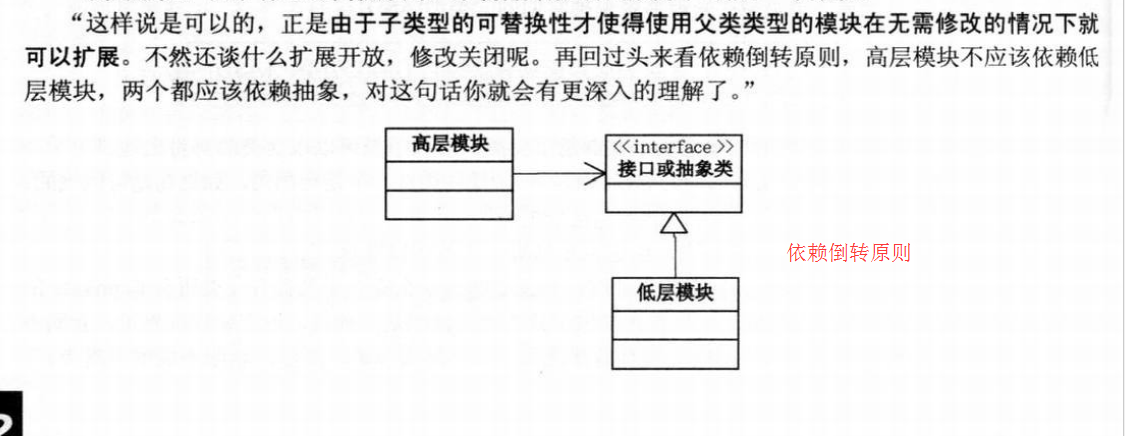 “这样说是可以的，正是由于子类型的可替换性才使得使用父类类型的模块在无需修改的情况下就
可以扩展。不然还谈什么扩展开放，修改关闭呢。再回过头来看依赖倒转原则，高层模块不应该依赖低
层模块，两个都应该依赖抽象，对这句话你就会有更深入的理解了。”
高层模块
<<interface>>
接口或抽象类
依赖倒转原则
低层模块
2